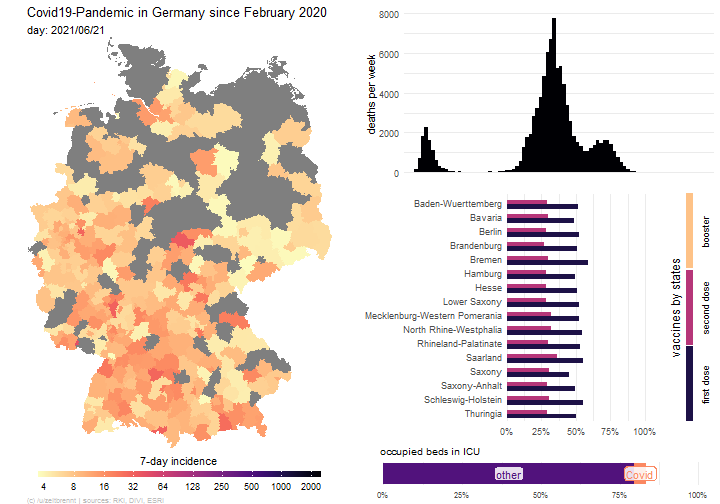 Covid19-Pandemic in Germany since February 2020
day: 2021/06/21
7-day incidence
4 8 16 32 64 125 250 500 1000 2000
(c) /u/zeitbrennt | sources: RKI, DIVI, ESRI
deaths per week
8000
6000
4000
2000
0
Baden-Wuerttemberg
Bavaria
Berlin
Brandenburg
Bremen
Hamburg
Hesse
Lower Saxony
Mecklenburg-Western Pomerania
North Rhine-Westphalia
Rhineland-Palatinate
Saarland
Saxony
Saxony-Anhalt
Schleswig-Holstein
Thuringia
0% 25% 50% 75% 100%
vaccines by states
booster
second dose
first dose
occupied beds in ICU
other Covid
0% 25% 50% 75% 100%